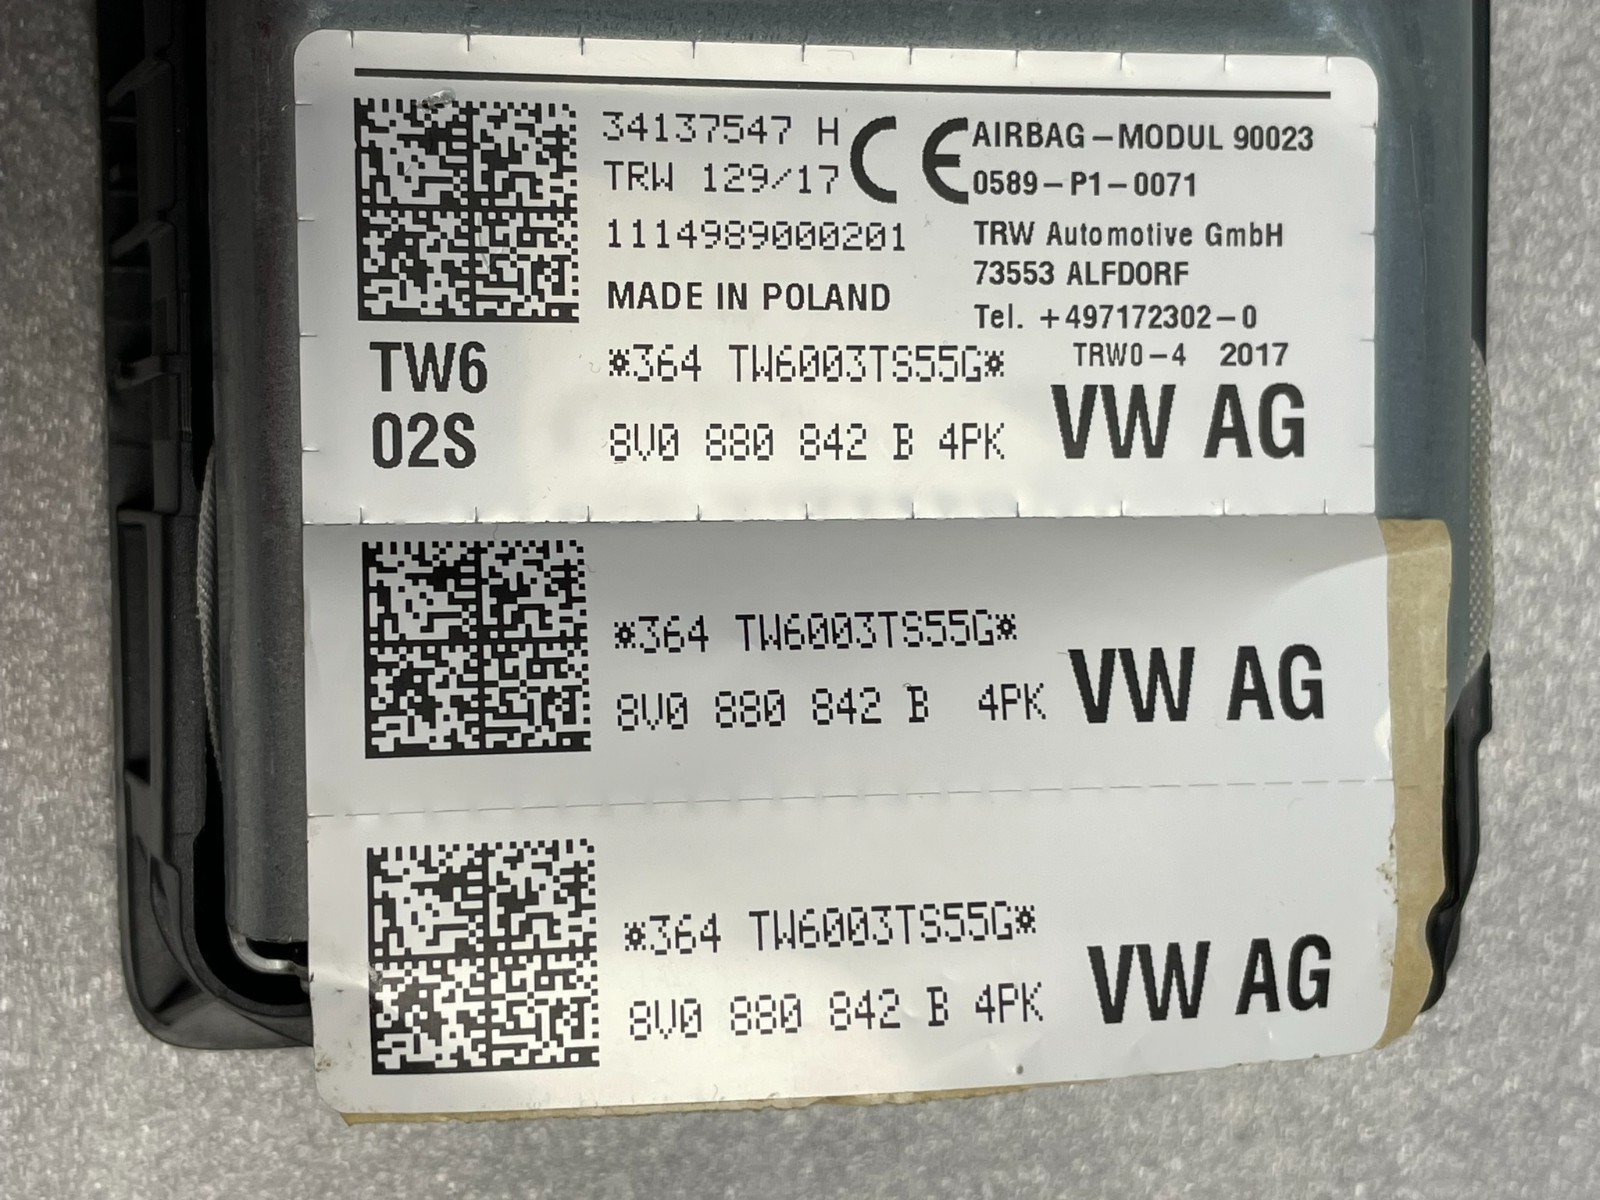 34137547 H
TRW 129/17
1114989000201
MADE IN POLAND
CE
AIRBAG-MODUL 90023
0589-P1-0071
TRW Automotive GmbH
73553 ALFDORF
Tel. +497172302-0
TRW0-4 2017
TW6
02S
*364 TW6003TS55G*
8V0 880 842 B 4PK
VW AG
*364 TW6003TS55G*
8V0 880 842 B 4PK
VW AG
*364 TW6003TS55G*
8V0 880 842 B 4PK
VW AG